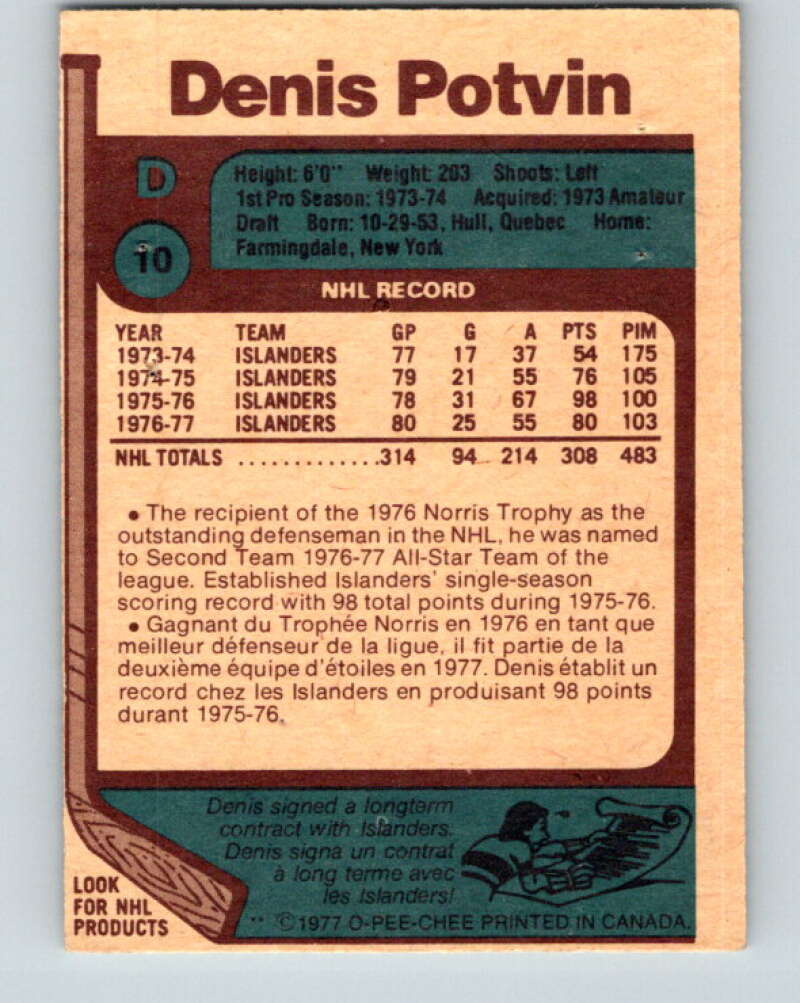 Denis Potvin
D
Height: 6'0" Weight: 203 Shoots: Left
1st Pro Season: 1973-74 Acquired: 1973 Amateur
Draft Born: 10-29-53, Hull, Quebec Home:
Farmingdale, New York
10
NHL RECORD
YEAR TEAM GP G A PTS PIM
1973-74 ISLANDERS 77 17 37 54 175
1974-75 ISLANDERS 79 21 55 76 105
1975-76 ISLANDERS 78 31 67 98 100
1976-77 ISLANDERS 80 25 55 80 103
NHL TOTALS .............314 94 214 308 483
• The recipient of the 1976 Norris Trophy as the
outstanding defenseman in the NHL, he was named
to Second Team 1976-77 All-Star Team of the
league. Established Islanders' single-season
scoring record with 98 total points during 1975-76.
• Gagnant du Trophée Norris en 1976 en tant que
meilleur défenseur de la ligue, il fit partie de la
deuxième équipe d'étoiles en 1977. Denis établit un
record chez les Islanders en produisant 98 points
durant 1975-76.
Denis signed a longterm
contract with Islanders.
Denis signa un contrat
à long terme avec
les Islanders!
LOOK
FOR NHL
PRODUCTS
** ©1977 O-PEE-CHEE PRINTED IN CANADA.